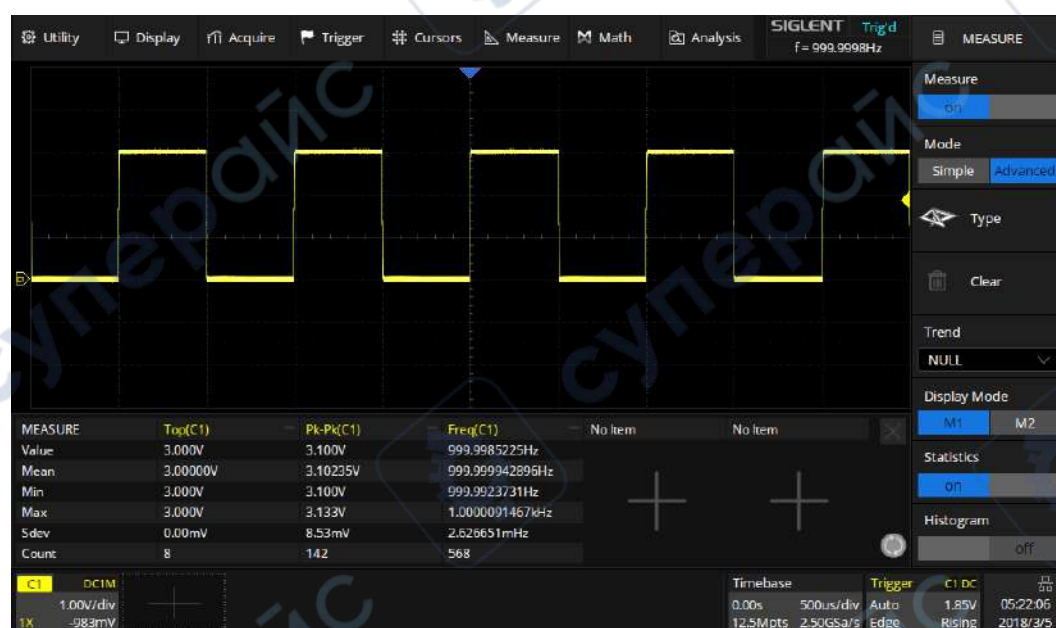 Utility Display Acquire Trigger Cursors Measure Math Analysis SIGLENT Trig'd MEASURE
f = 999.9998Hz
Measure
on
Mode
Simple Advanced
Type
Clear
Trend
NULL
Display Mode
M1 M2
Statistics
on
Histogram
off
MEASURE Top(C1) Pk-Pk(C1) Freq(C1) No Item No Item
Value 3.000V 3.100V 999.9985225Hz
Mean 3.00000V 3.10235V 999.999942896Hz
Min 3.000V 3.100V 999.9923731Hz
Max 3.000V 3.133V 1.0000091467kHz
Sdev 0.00mV 8.53mV 2.626651mHz
Count 8 142 568
C1 DC1M Timebase Trigger C1 DC
1.00V/div 0.00s 500us/div Auto 1.85V 05:22:06
1X -983mV 12.5Mpts 2.50GSa/s Edge Rising 2018/3/5
суперайс
суперайс